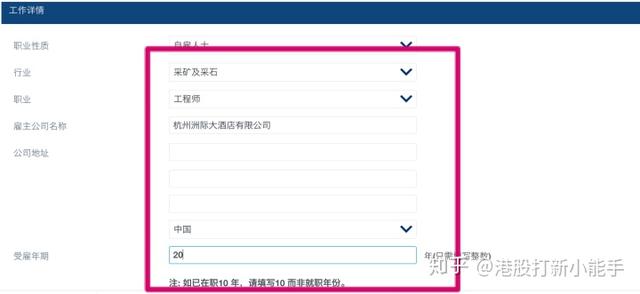 工作详情
职业性质 自雇人士
行业 采矿及采石
职业 工程师
雇主公司名称 杭州洲际大酒店有限公司
公司地址
中国
受雇年期 20 年(只需填写整数)
注: 如已在职10 年，请填写10 而非就职年份。
知乎 @港股打新小能手